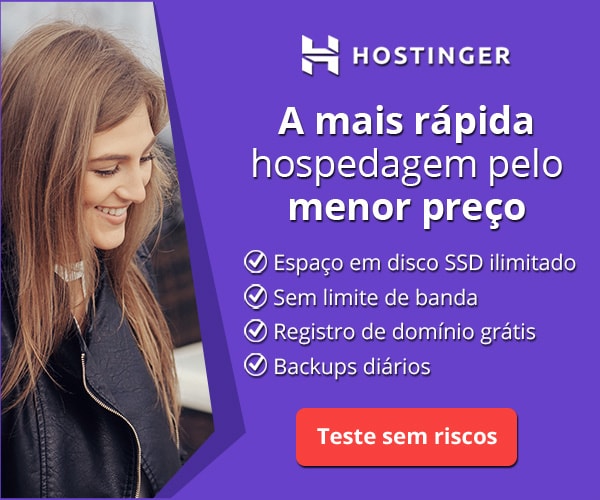 HOSTINGER
A mais rápida
hospedagem pelo
menor preço
Espaço em disco SSD ilimitado
Sem limite de banda
Registro de domínio grátis
Backups diários
Teste sem riscos